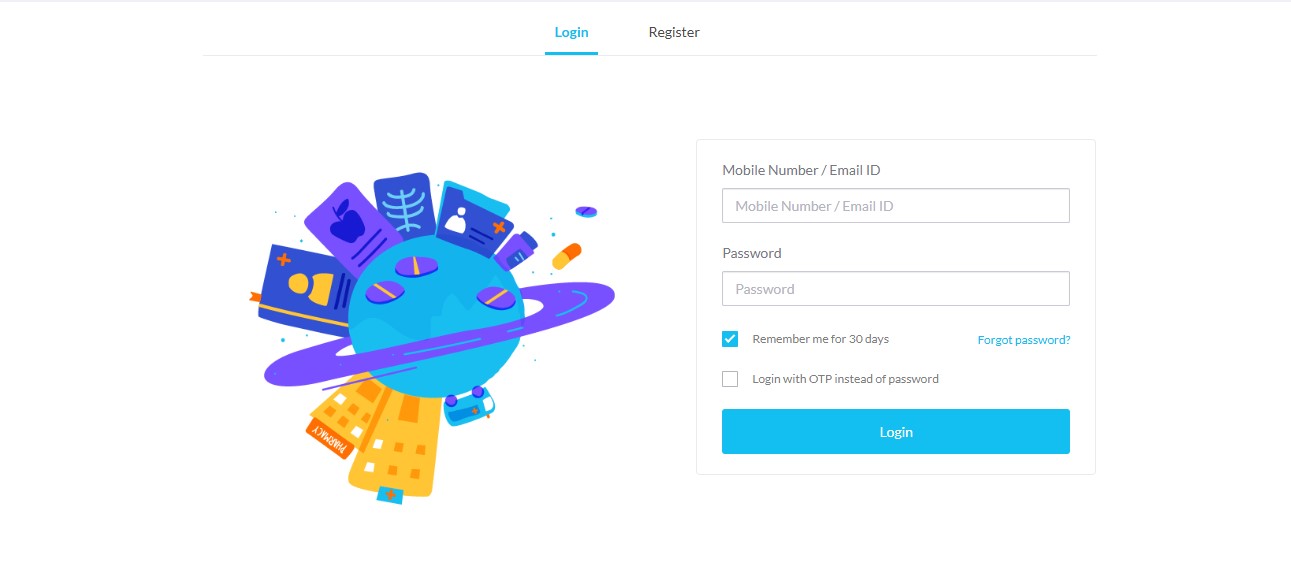 Login Register
Mobile Number / Email ID
Mobile Number / Email ID
Password
Password
Remember me for 30 days Forgot password?
Login with OTP instead of password
Login
PHARMACY